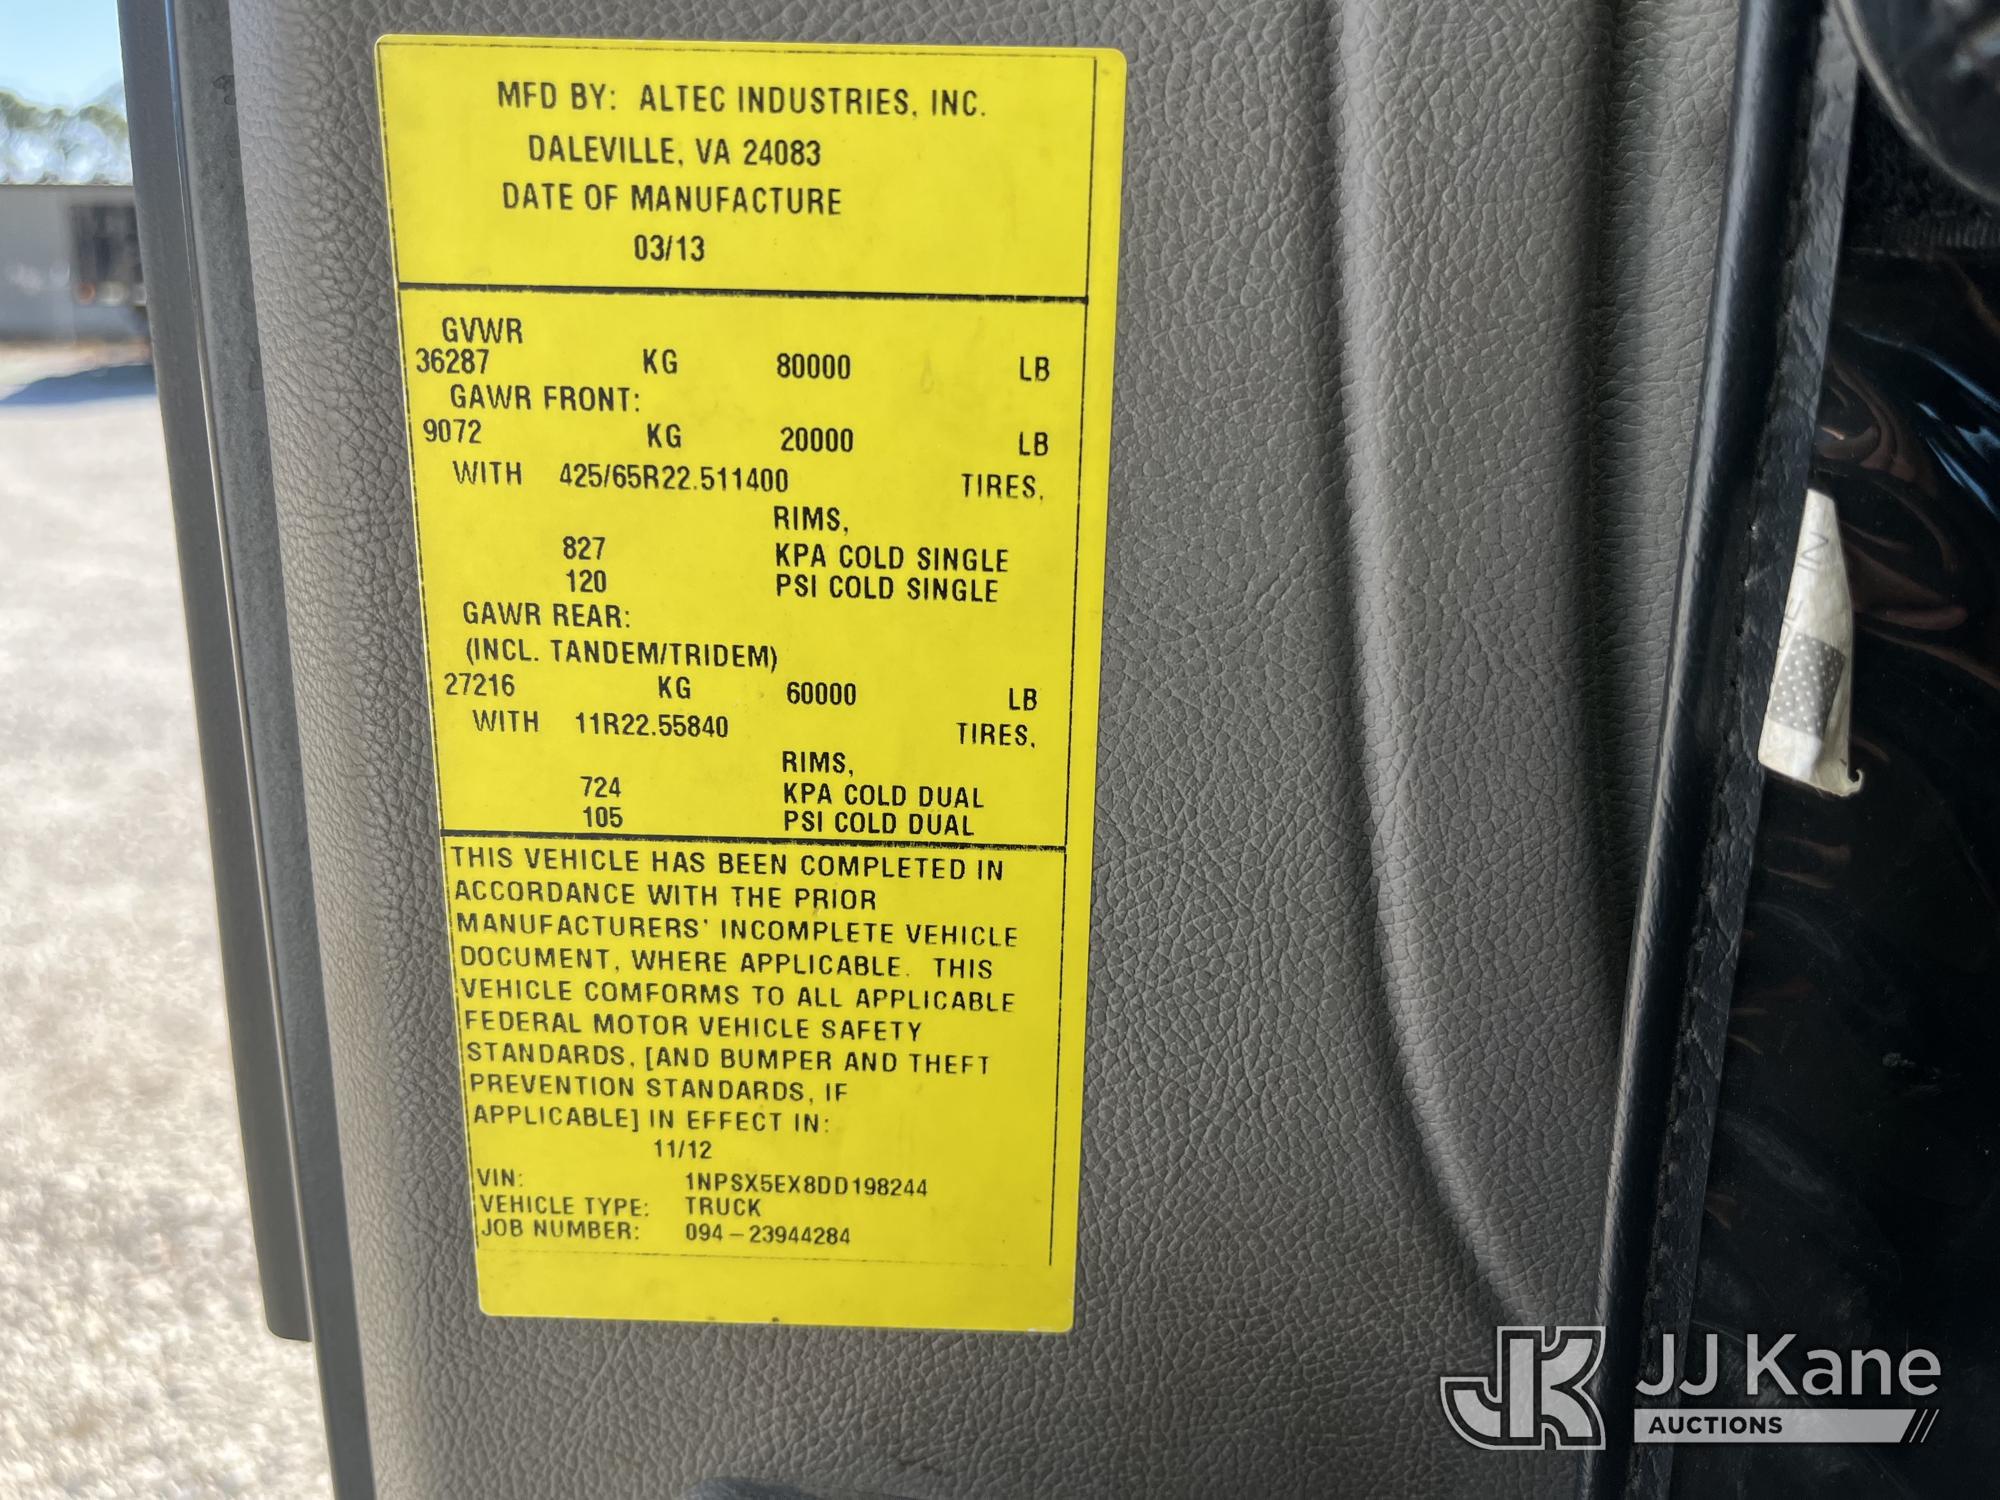 MFD BY: ALTEC INDUSTRIES, INC.
DALEVILLE, VA 24083
DATE OF MANUFACTURE
03/13
GVWR
36287 KG 80000 LB
GAWR FRONT:
9072 KG 20000 LB
WITH 425/65R22.511400 TIRES,
RIMS,
827 KPA COLD SINGLE
120 PSI COLD SINGLE
GAWR REAR:
(INCL. TANDEM/TRIDEM)
27216 KG 60000 LB
WITH 11R22.55840 TIRES,
RIMS,
724 KPA COLD DUAL
105 PSI COLD DUAL
THIS VEHICLE HAS BEEN COMPLETED IN
ACCORDANCE WITH THE PRIOR
MANUFACTURERS' INCOMPLETE VEHICLE
DOCUMENT, WHERE APPLICABLE. THIS
VEHICLE COMFORMS TO ALL APPLICABLE
FEDERAL MOTOR VEHICLE SAFETY
STANDARDS, [AND BUMPER AND THEFT
PREVENTION STANDARDS, IF
APPLICABLE] IN EFFECT IN:
11/12
VIN: 1NPSX5EX8DD198244
VEHICLE TYPE: TRUCK
JOB NUMBER: 094-23944284
JK JJ Kane
AUCTIONS